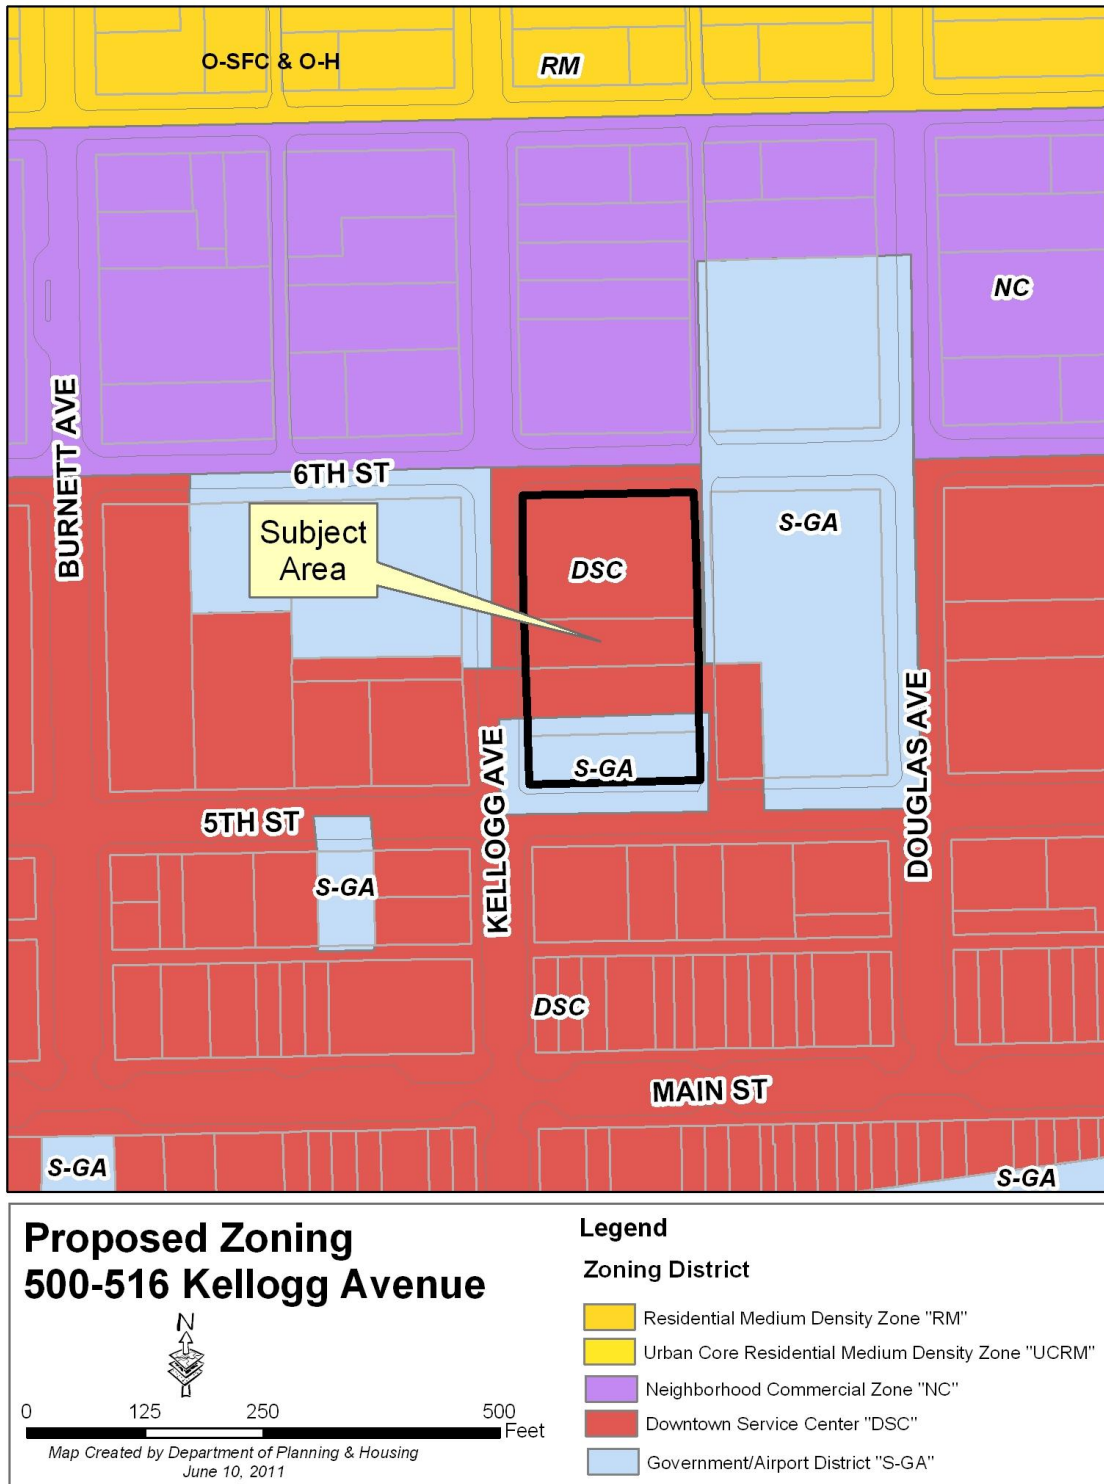 O-SFC & O-H
RM
NC
BURNETT AVE
6TH ST
Subject
Area
DSC
S-GA
S-GA
KELLOGG AVE
DOUGLAS AVE
5TH ST
S-GA
DSC
MAIN ST
S-GA
S-GA
Proposed Zoning
500-516 Kellogg Avenue
N
0 125 250 500
Feet
Map Created by Department of Planning & Housing
June 10, 2011
Legend
Zoning District
Residential Medium Density Zone "RM"
Urban Core Residential Medium Density Zone "UCRM"
Neighborhood Commercial Zone "NC"
Downtown Service Center "DSC"
Government/Airport District "S-GA"